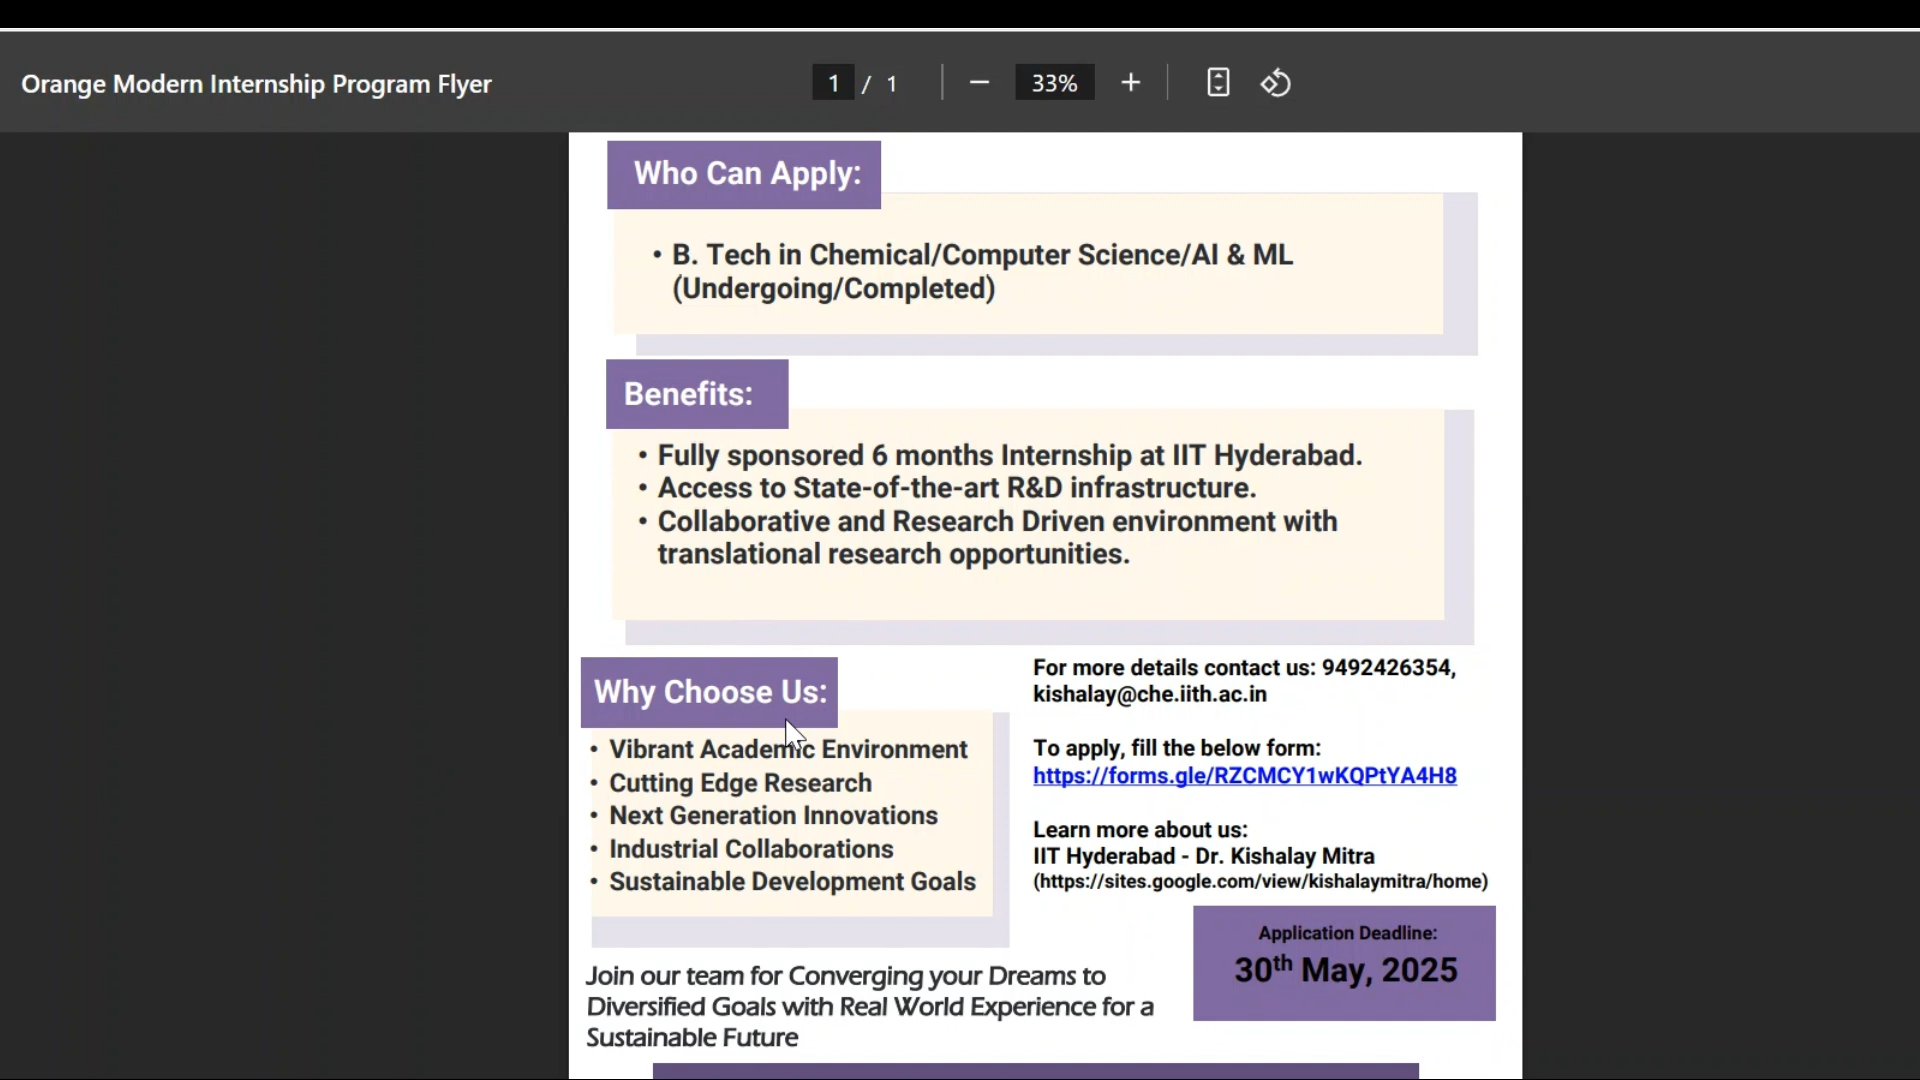 Orange Modern Internship Program Flyer
1 / 1
33%
Who Can Apply:
• B. Tech in Chemical/Computer Science/AI & ML
(Undergoing/Completed)
Benefits:
• Fully sponsored 6 months Internship at IIT Hyderabad.
• Access to State-of-the-art R&D infrastructure.
• Collaborative and Research Driven environment with
translational research opportunities.
Why Choose Us:
• Vibrant Academic Environment
• Cutting Edge Research
• Next Generation Innovations
• Industrial Collaborations
• Sustainable Development Goals
For more details contact us: 9492426354,
kishalay@che.iith.ac.in
To apply, fill the below form:
https://forms.gle/RZCMCY1wKQPtYA4H8
Learn more about us:
IIT Hyderabad - Dr. Kishalay Mitra
(https://sites.google.com/view/kishalaymitra/home)
Application Deadline:
30th May, 2025
Join our team for Converging your Dreams to
Diversified Goals with Real World Experience for a
Sustainable Future